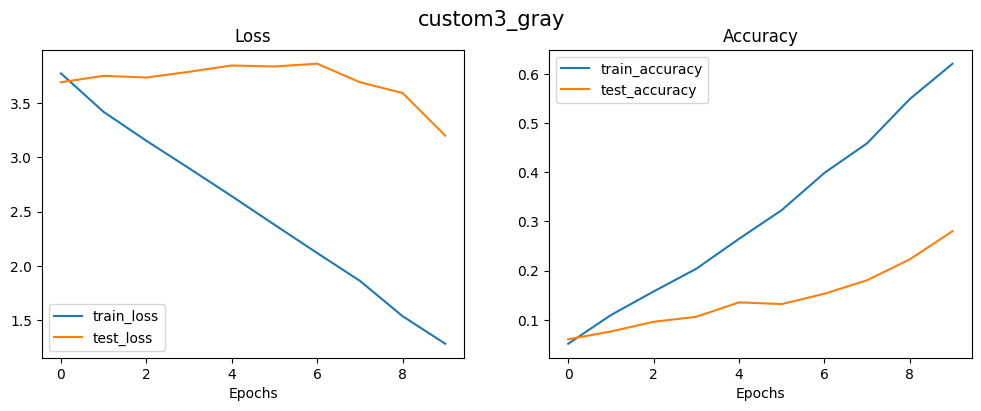 custom3_gray
Loss
3.5
3.0
2.5
2.0
1.5
train_loss
test_loss
0 2 4 6 8
Epochs
Accuracy
0.6
0.5
0.4
0.3
0.2
0.1
train_accuracy
test_accuracy
0 2 4 6 8
Epochs